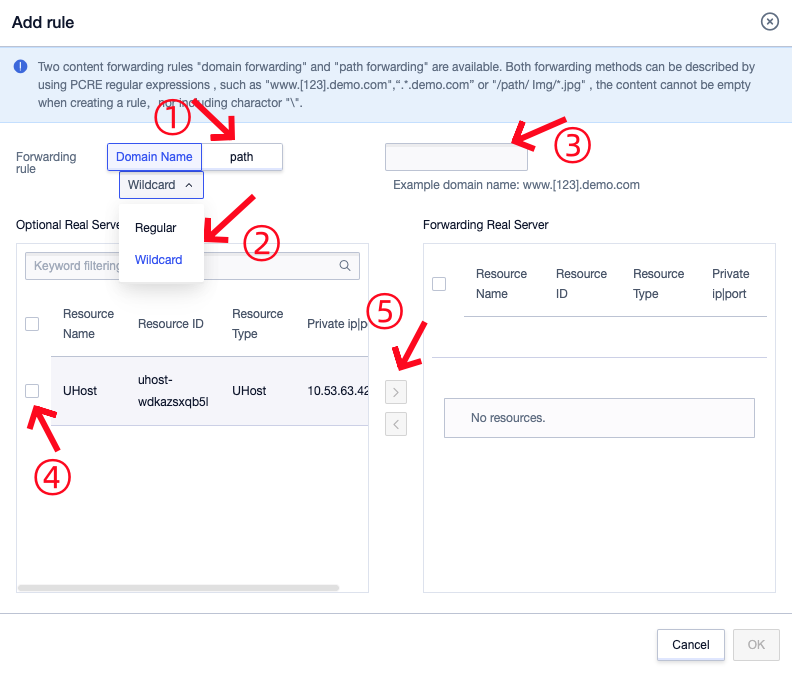 Add rule
Two content forwarding rules "domain forwarding" and "path forwarding" are available. Both forwarding methods can be described by
using PCRE regular expressions , such as "www.[123].demo.com",“.*.demo.com” or "/path/ Img/*.jpg" , the content cannot be empty
when creating a rule, not including charactor "\".
①
③
Forwarding
rule
Domain Name
path
Wildcard
Example domain name: www.[123].demo.com
Regular
Wildcard
②
Optional Real Serve
Forwarding Real Server
Keyword filtering
Resource
Name
Resource ID
Resource
Type
Private ip|p
Resource
Name
Resource
ID
Resource
Type
Private
ip|port
⑤
UHost
uhost-
wdkazsxqb5l
UHost
10.53.63.42
>
<
No resources.
④
Cancel
OK